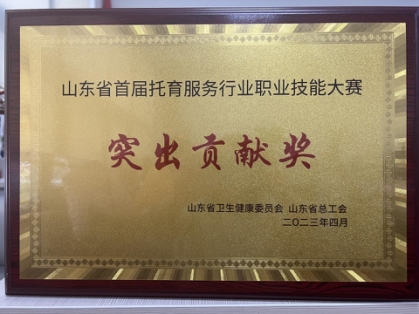 山东省首届托育服务行业职业技能大赛
突出贡献奖
山东省卫生健康委员会 山东省总工会
二〇二三年四月